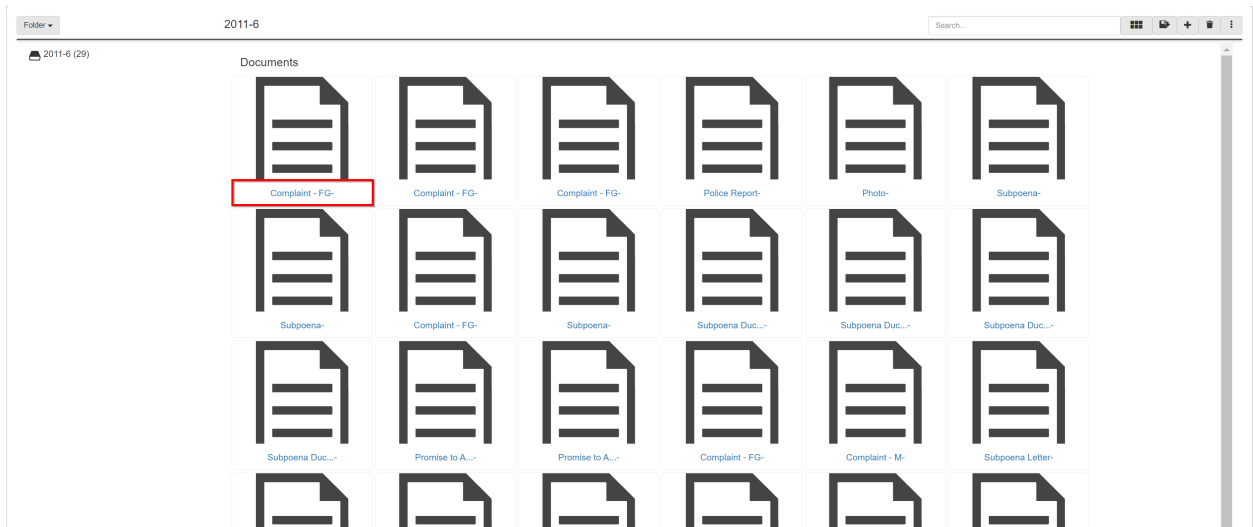 Folder
2011-6
Search...
2011-6 (29)
Documents
Complaint - FG-
Complaint - FG-
Complaint - FG-
Police Report-
Photo-
Subpoena-
Subpoena-
Complaint - FG-
Subpoena-
Subpoena Duc...-
Subpoena Duc...-
Subpoena Duc...-
Subpoena Duc...-
Promise to A...-
Promise to A...-
Complaint - FG-
Complaint - M-
Subpoena Letter-